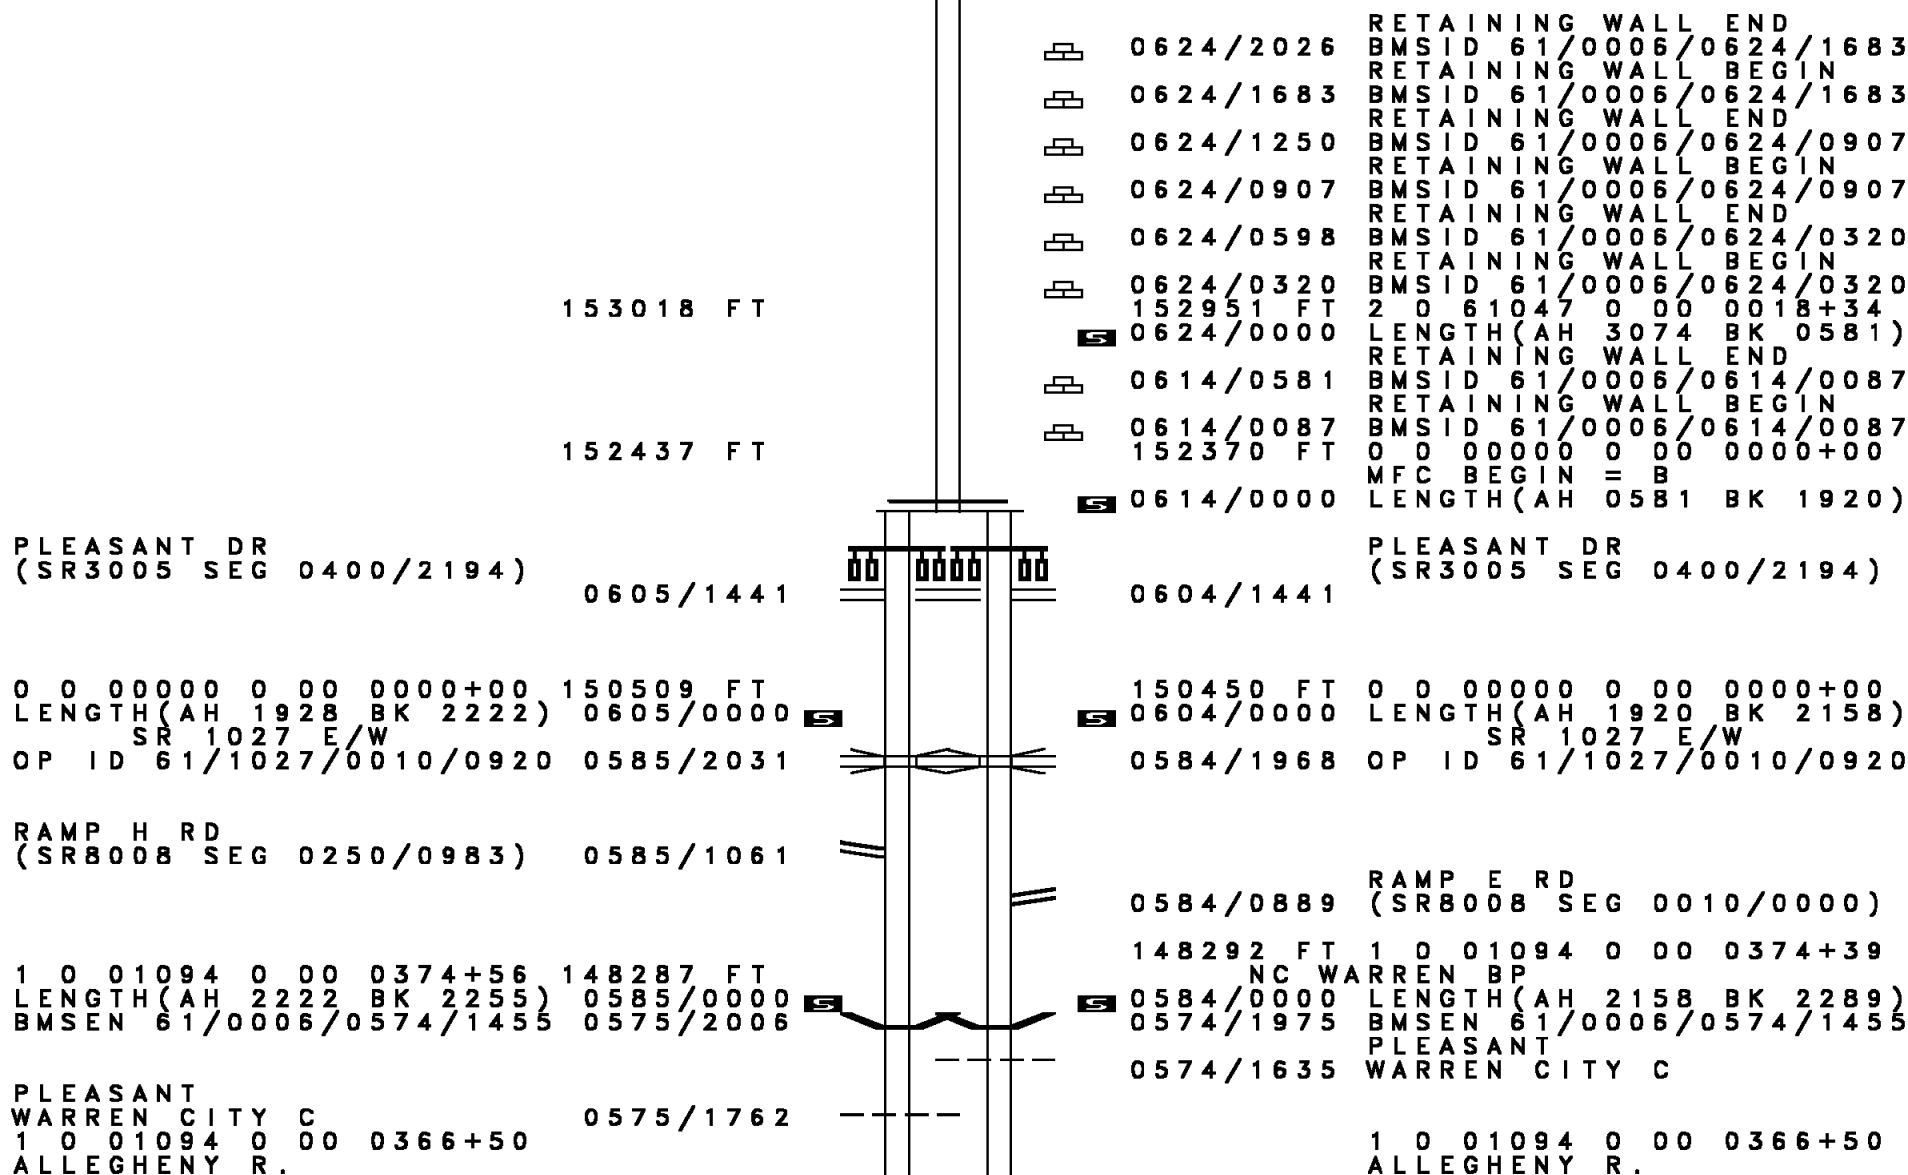 RETAINING WALL END
0624/2026 BMSID 61/0006/0624/1683
RETAINING WALL BEGIN
0624/1683 BMSID 61/0006/0624/1683
RETAINING WALL END
0624/1250 BMSID 61/0006/0624/0907
RETAINING WALL BEGIN
0624/0907 BMSID 61/0006/0624/0907
RETAINING WALL END
0624/0598 BMSID 61/0006/0624/0320
RETAINING WALL BEGIN
0624/0320 BMSID 61/0006/0624/0320
153018 FT 152951 FT 2 0 61047 0 00 0018+34
S 0624/0000 LENGTH(AH 3074 BK 0581)
RETAINING WALL END
0614/0581 BMSID 61/0006/0614/0087
RETAINING WALL BEGIN
0614/0087 BMSID 61/0006/0614/0087
152437 FT 152370 FT 0 0 00000 0 00 0000+00
MFC BEGIN = B
S 0614/0000 LENGTH(AH 0581 BK 1920)
PLEASANT DR PLEASANT DR
(SR3005 SEG 0400/2194) (SR3005 SEG 0400/2194)
0605/1441 0604/1441
0 0 00000 0 00 0000+00 150509 FT 150450 FT 0 0 00000 0 00 0000+00
LENGTH(AH 1928 BK 2222) 0605/0000 S S 0604/0000 LENGTH(AH 1920 BK 2158)
SR 1027 E/W SR 1027 E/W
OP ID 61/1027/0010/0920 0585/2031 0584/1968 OP ID 61/1027/0010/0920
RAMP H RD
(SR8008 SEG 0250/0983) 0585/1061
RAMP E RD
0584/0889 (SR8008 SEG 0010/0000)
148292 FT 1 0 01094 0 00 0374+39
1 0 01094 0 00 0374+56 148287 FT NC WARREN BP
LENGTH(AH 2222 BK 2255) 0585/0000 S S 0584/0000 LENGTH(AH 2158 BK 2289)
BMSEN 61/0006/0574/1455 0575/2006 0574/1975 BMSEN 61/0006/0574/1455
PLEASANT
0574/1635 WARREN CITY C
PLEASANT
WARREN CITY C 0575/1762
1 0 01094 0 00 0366+50 1 0 01094 0 00 0366+50
ALLEGHENY R. ALLEGHENY R.